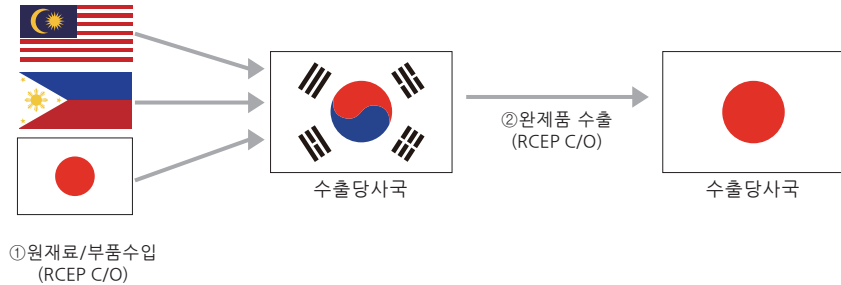 수출당사국
②완제품 수출
(RCEP C/O)
수출당사국
①원재료/부품수입
(RCEP C/O)